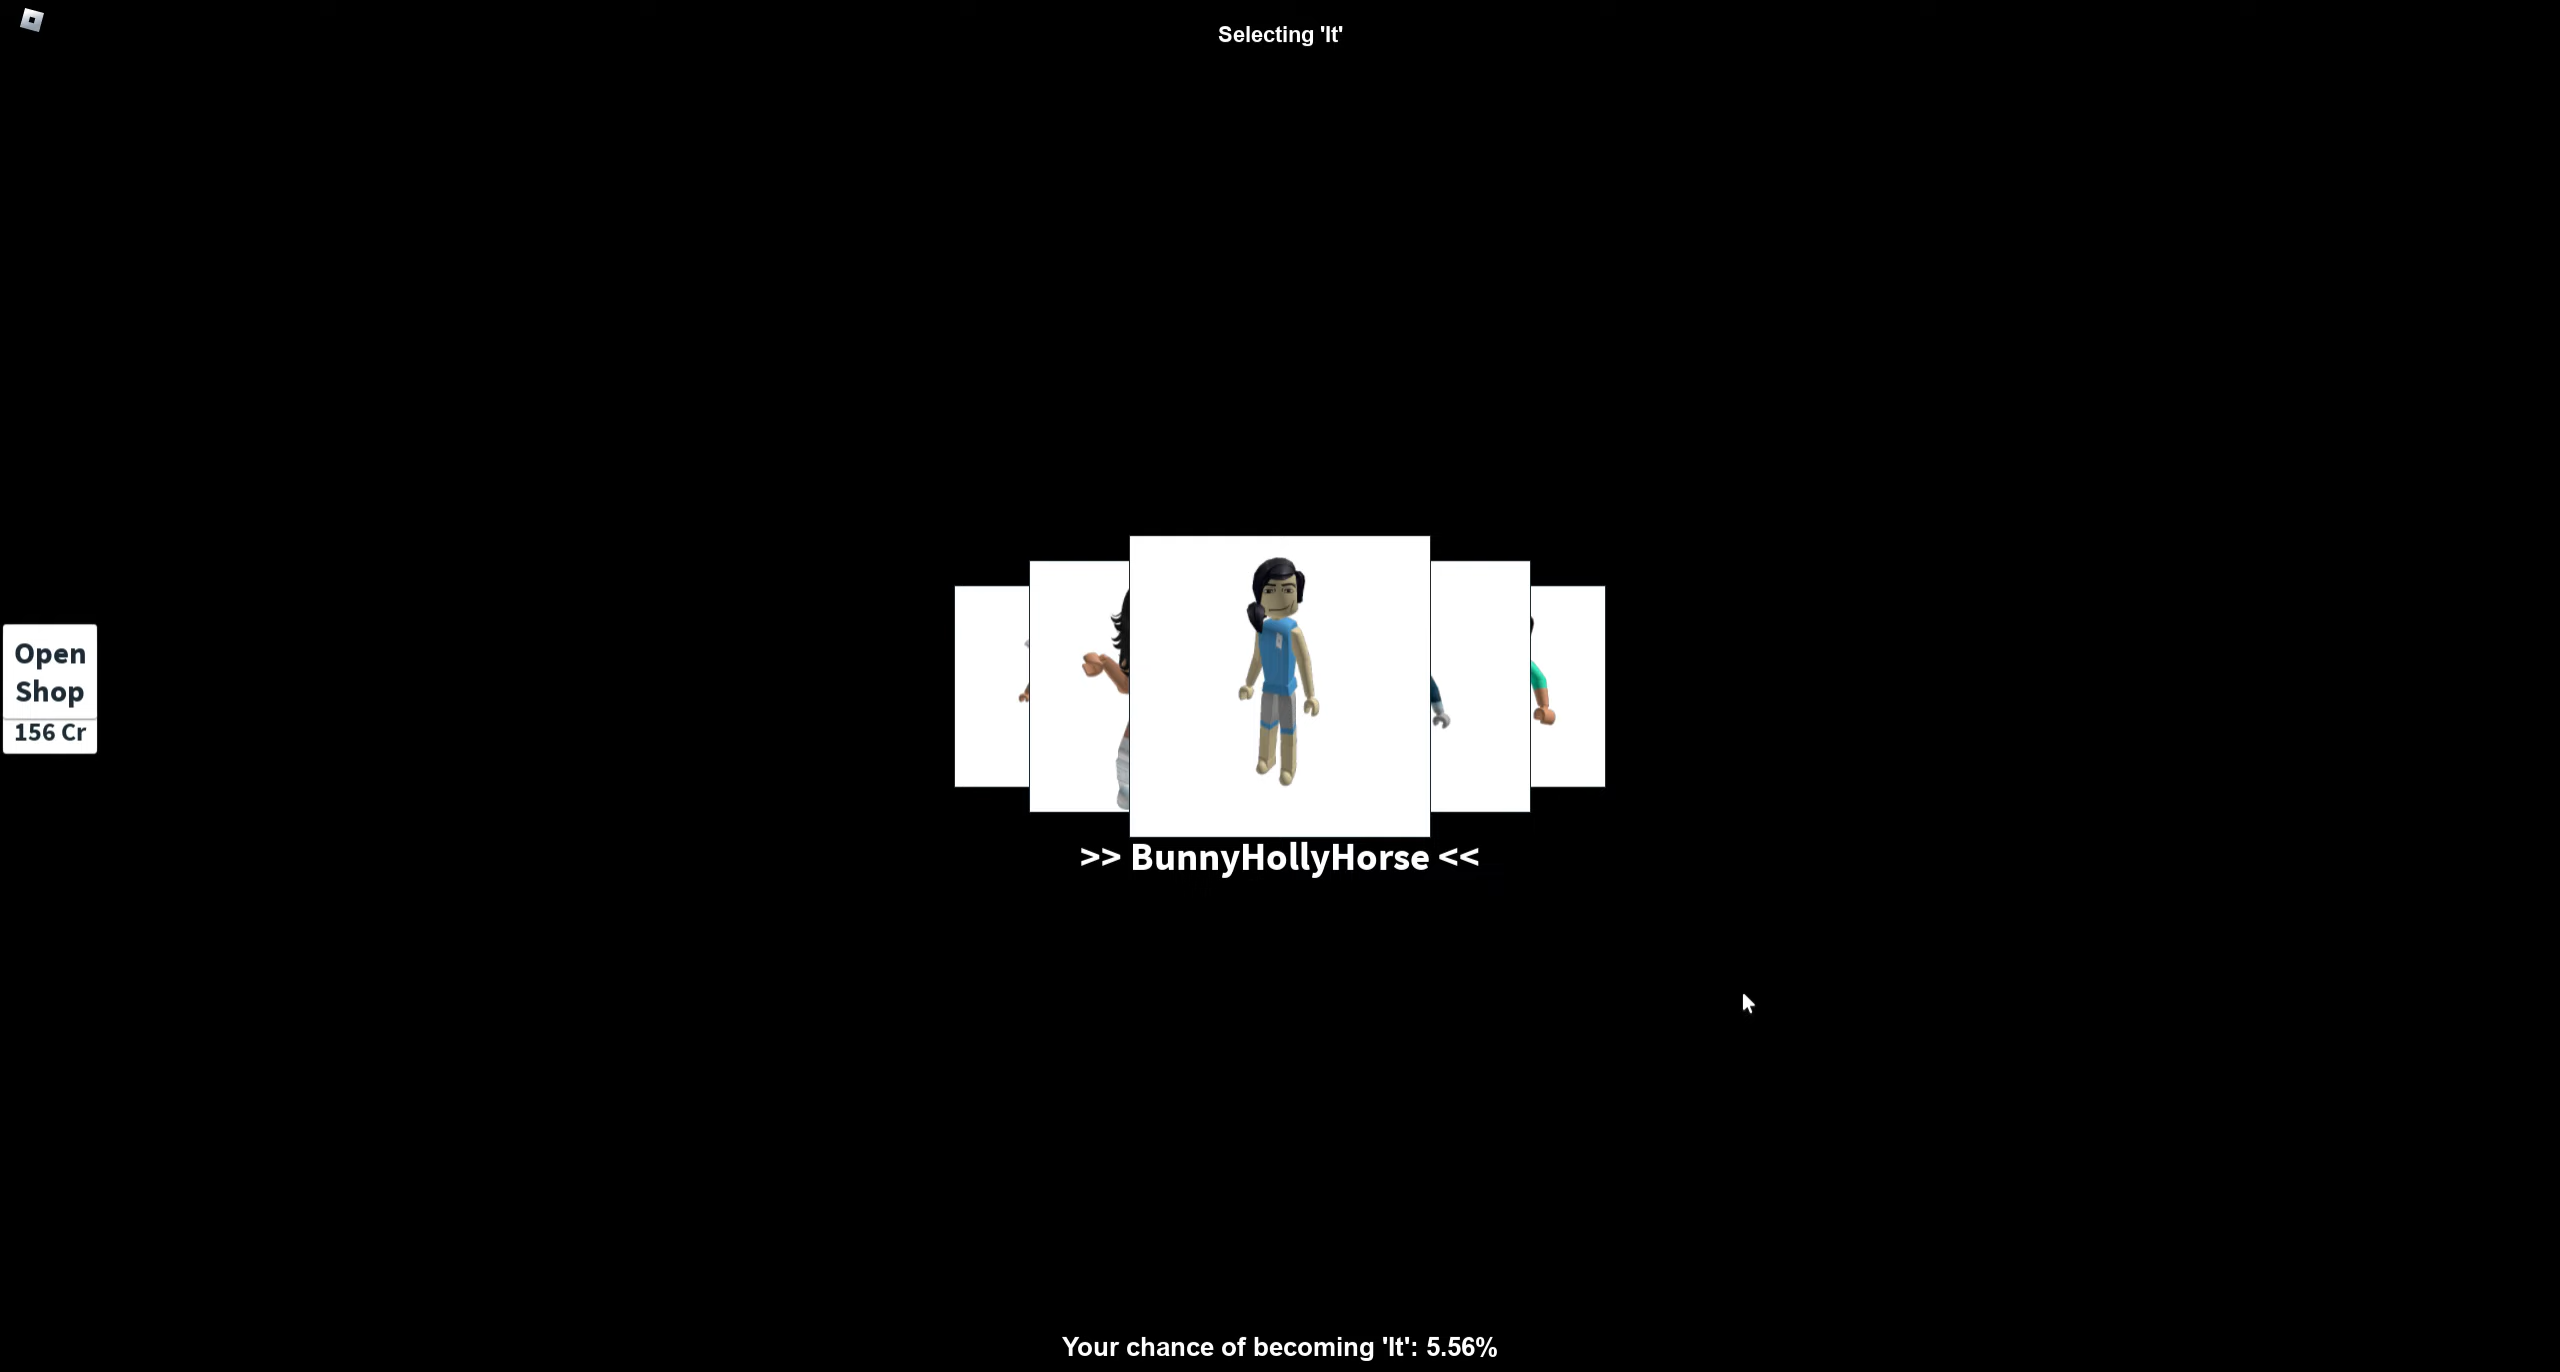 Selecting 'It'
Open
Shop
156 Cr
>> BunnyHollyHorse <<
Your chance of becoming 'It': 5.56%